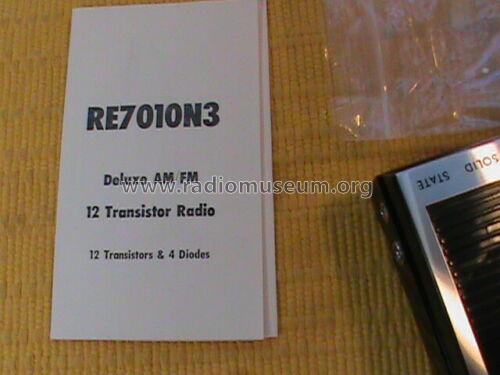 RE7010N3
Deluxe AM/FM
www.radiomuseum.org
12 Transistor Radio
12 Transistors & 4 Diodes
SOLID
STATE